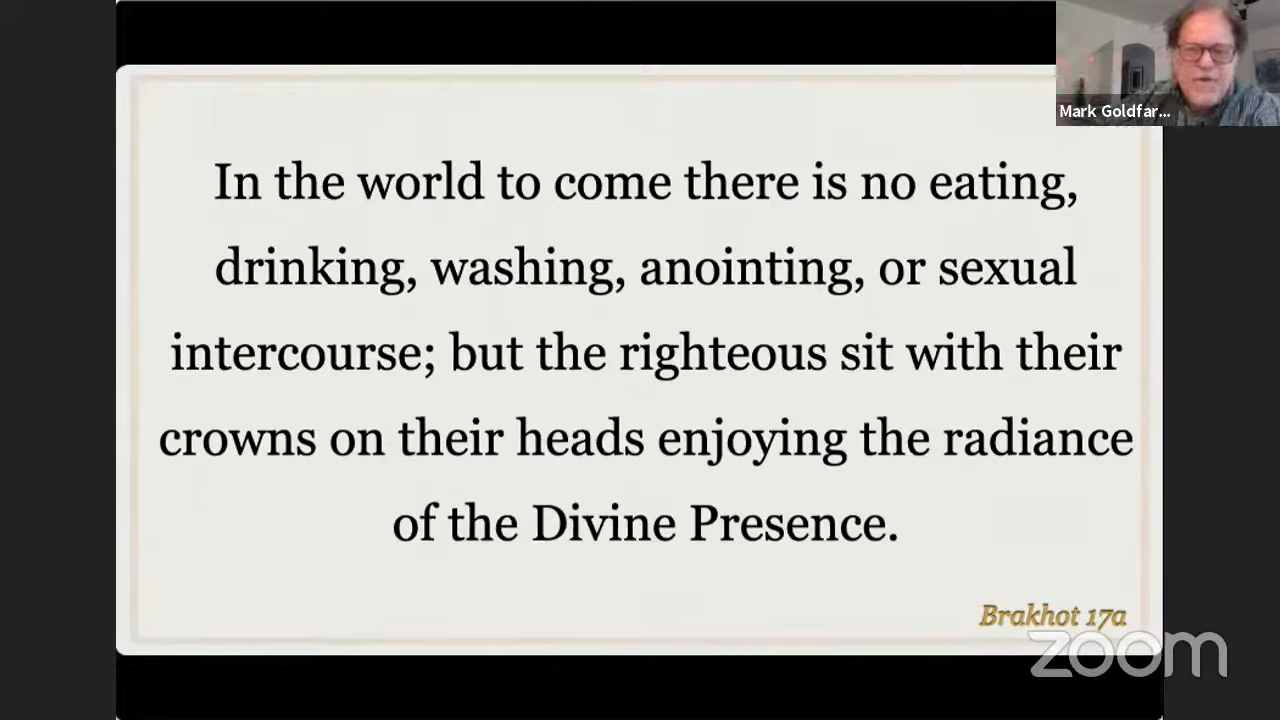 Mark Goldfar...
In the world to come there is no eating,
drinking, washing, anointing, or sexual
intercourse; but the righteous sit with their
crowns on their heads enjoying the radiance
of the Divine Presence.
Brakhot 17a
zoom